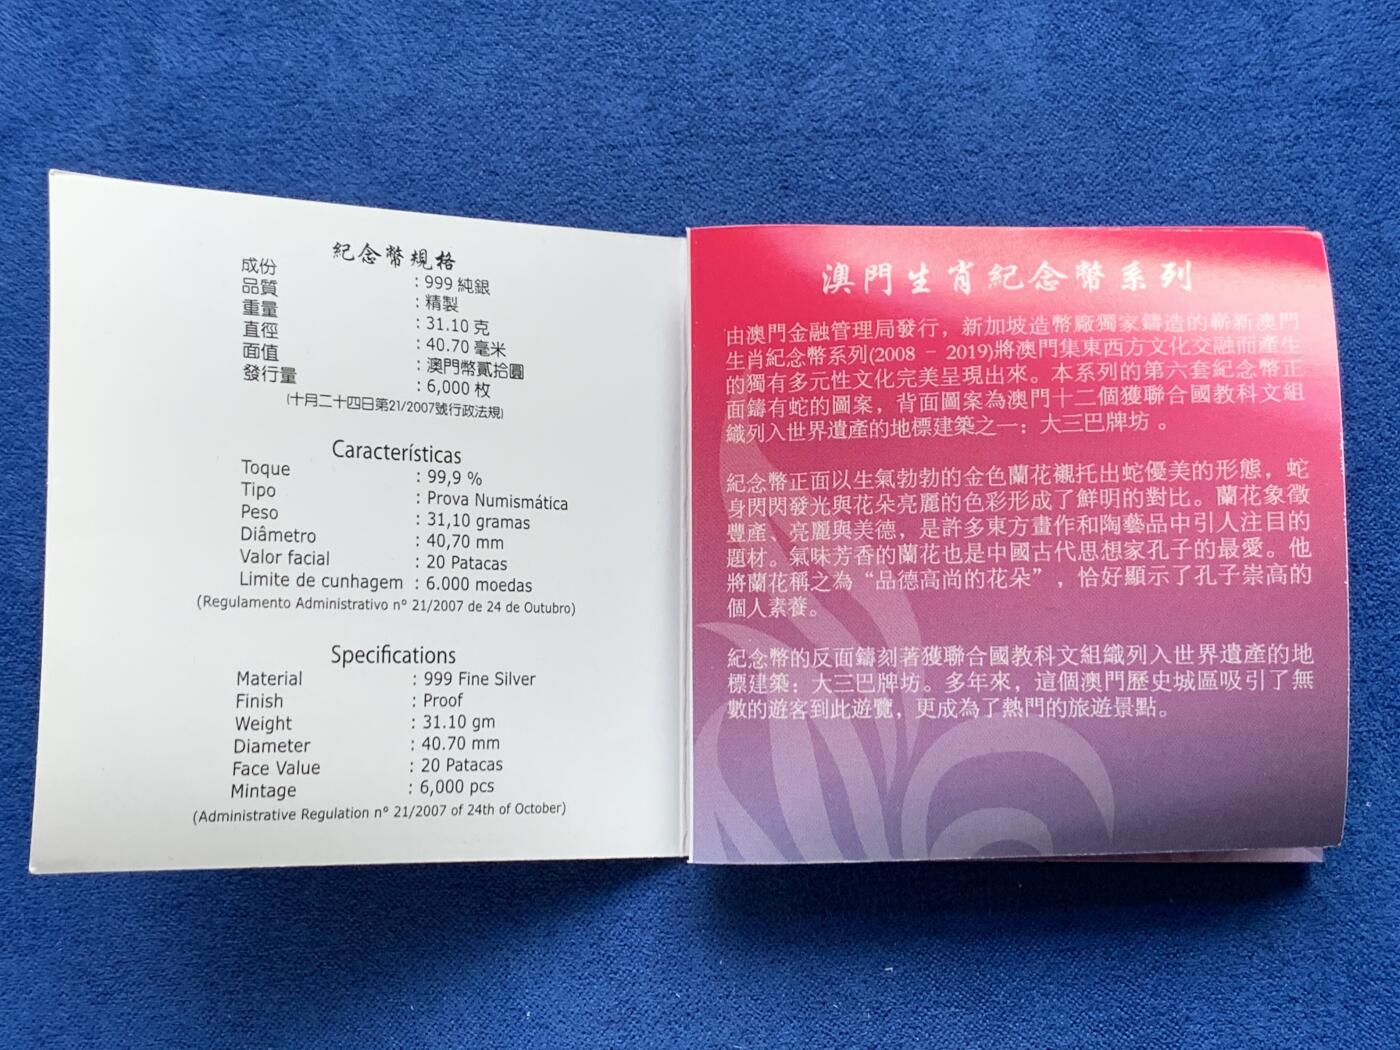 紀念幣規格
成份 : 999 純銀
品質 : 精製
重量 : 31.10 克
直徑 : 40.70 毫米
面值 : 澳門幣貳拾圓
發行量 : 6,000 枚
(十月二十四日第21/2007號行政法規)
Características
Toque : 99,9 %
Tipo : Prova Numismática
Peso : 31,10 gramas
Diâmetro : 40,70 mm
Valor facial : 20 Patacas
Limite de cunhagem : 6.000 moedas
(Regulamento Administrativo nº 21/2007 de 24 de Outubro)
Specifications
Material : 999 Fine Silver
Finish : Proof
Weight : 31.10 gm
Diameter : 40.70 mm
Face Value : 20 Patacas
Mintage : 6,000 pcs
(Administrative Regulation nº 21/2007 of 24th of October)
澳門生肖紀念幣系列
由澳門金融管理局發行，新加坡造幣廠獨家鑄造的嶄新澳門
生肖紀念幣系列(2008 - 2019)將澳門集東西方文化交融而產生
的獨有多元性文化完美呈現出來。本系列的第六套紀念幣正
面鑄有蛇的圖案，背面圖案為澳門十二個獲聯合國教科文組
織列入世界遺產的地標建築之一：大三巴牌坊 。
紀念幣正面以生氣勃勃的金色蘭花襯托出蛇優美的形態，蛇
身閃閃發光與花朵亮麗的色彩形成了鮮明的對比。蘭花象徵
豐產、亮麗與美德，是許多東方畫作和陶藝品中引人注目的
題材。氣味芳香的蘭花也是中國古代思想家孔子的最愛。他
將蘭花稱之為“品德高尚的花朵”，恰好顯示了孔子崇高的
個人素養。
紀念幣的反面鑄刻著獲聯合國教科文組織列入世界遺產的地
標建築：大三巴牌坊。多年來，這個澳門歷史城區吸引了無
數的遊客到此遊覽，更成為了熱門的旅遊景點。